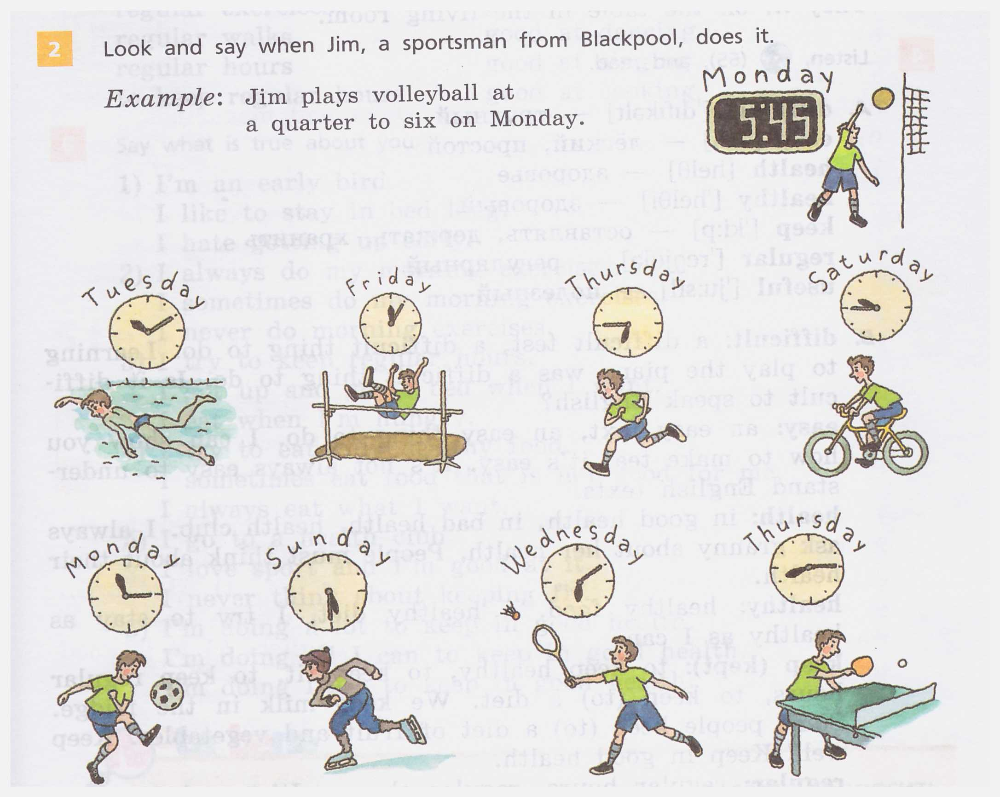 2 Look and say when Jim, a sportsman from Blackpool, does it.
Example: Jim plays volleyball at
a quarter to six on Monday.
Monday
5:45
Tuesday
Friday
Thursday
Saturday
Monday
Sunday
Wednesday
Thursday